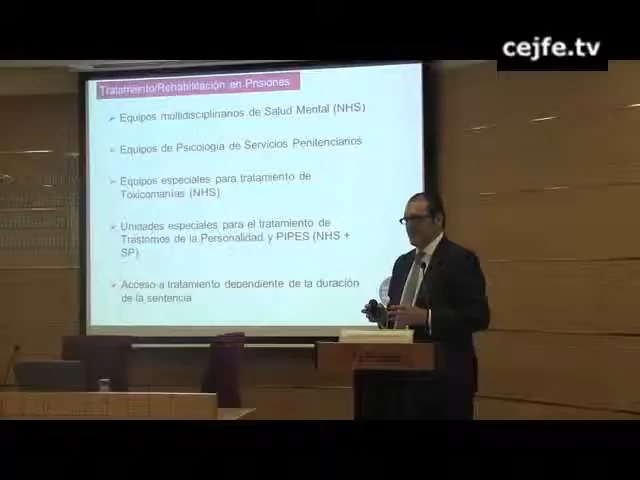 cejfe.tv
Tratamiento/Rehabilitación en Prisiones
Equipos multidisciplinarios de Salud Mental (NHS)
Equipos de Psicología de Servicios Penitenciarios
Equipos especiales para tratamiento de
Toxicomanías (NHS)
Unidades especiales para el tratamiento de
Trastornos de la Personalidad y PIPES (NHS +
SP)
Acceso a tratamiento dependente de la duración
de la sentencia